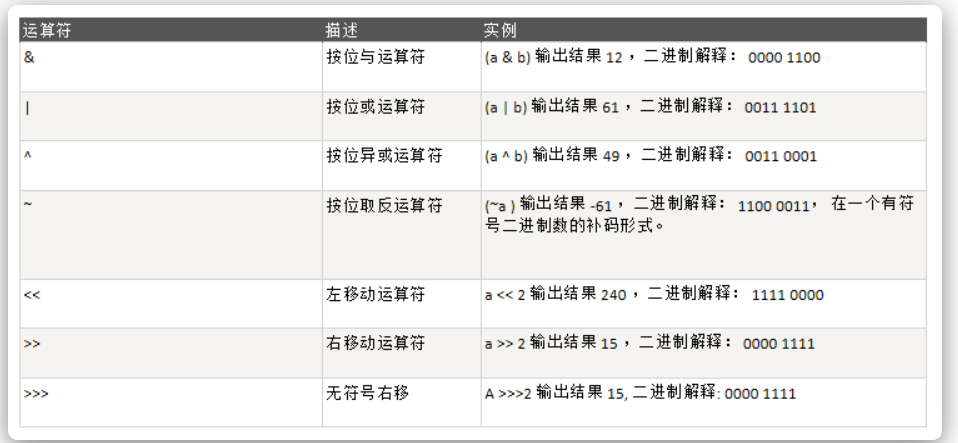 运算符 描述 实例
& 按位与运算符 (a & b) 输出结果 12 ，二进制解释： 0000 1100
| 按位或运算符 (a | b) 输出结果 61 ，二进制解释： 0011 1101
^ 按位异或运算符 (a ^ b) 输出结果 49 ，二进制解释： 0011 0001
~ 按位取反运算符 (~a ) 输出结果 -61 ，二进制解释： 1100 0011， 在一个有符
号二进制数的补码形式。
<< 左移动运算符 a << 2 输出结果 240 ，二进制解释： 1111 0000
>> 右移动运算符 a >> 2 输出结果 15 ，二进制解释： 0000 1111
>>> 无符号右移 A >>>2 输出结果 15, 二进制解释: 0000 1111